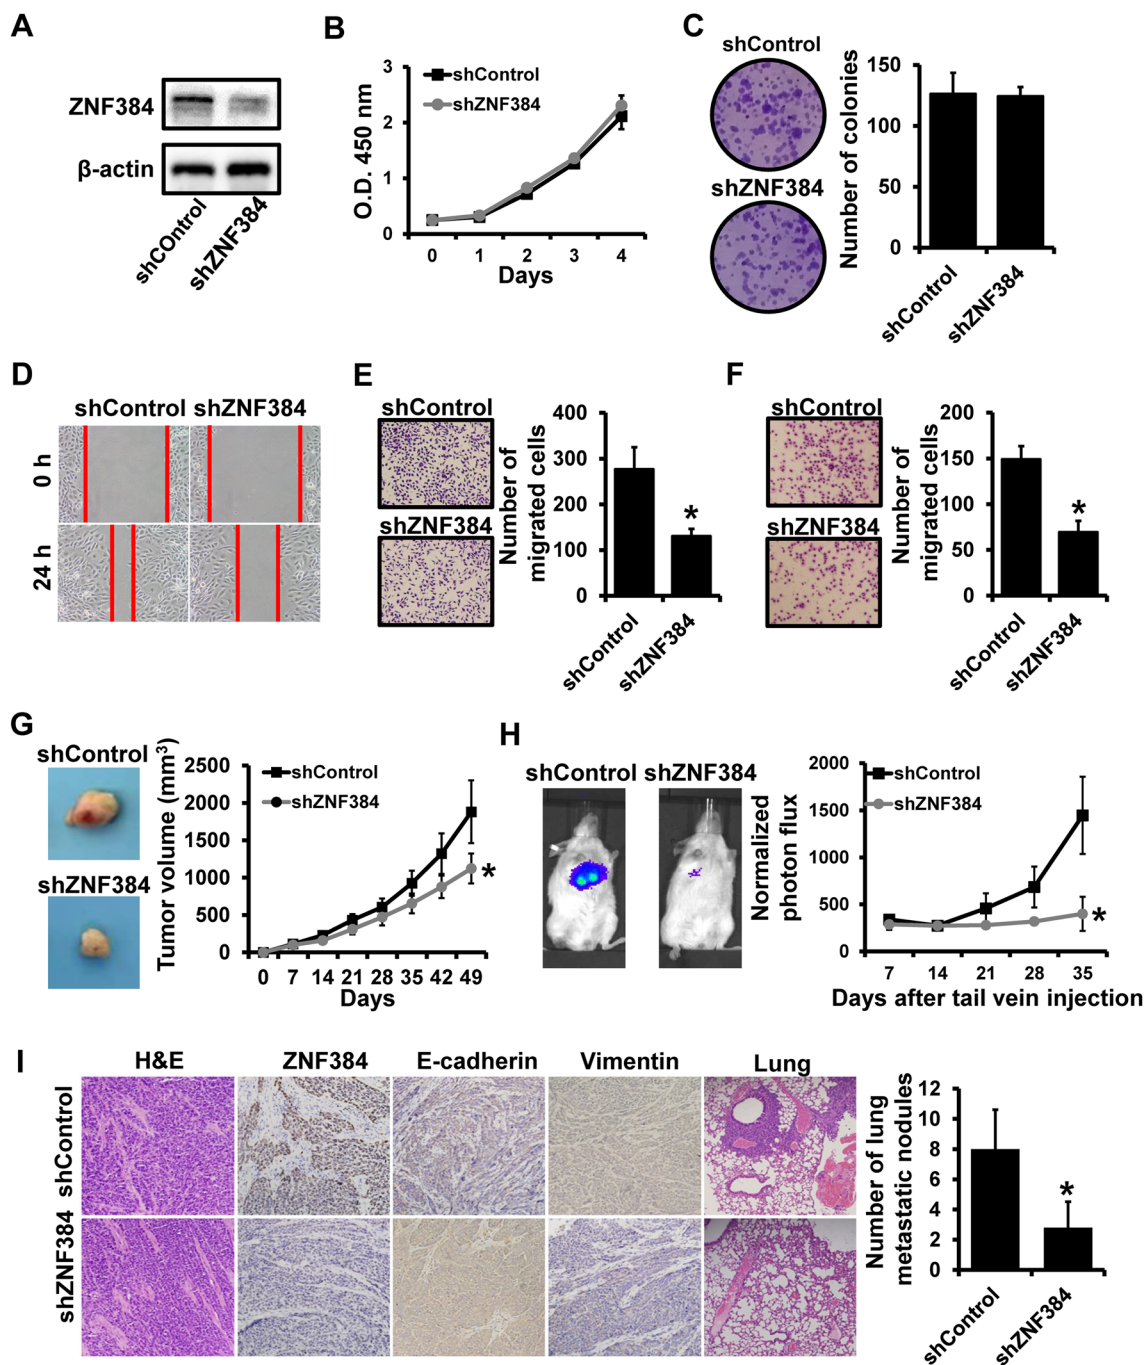 A
ZNF384
β-actin
shCOntrol
shZNF384
B
O.D. 450 nm
3
2
1
0
shControl
shZNF384
0 1 2 3 4
Days
C
shControl
shZNF384
Number of colonies
150
100
50
0
shControl
shZNF384
D
shControl shZNF384
0 h
24 h
E
shControl
shZNF384
Number of
migrated cells
400
300
200
100
0
*
shControl
shZNF384
F
shControl
shZNF384
Number of
migrated cells
200
150
100
50
0
*
shControl
shZNF384
G
shControl
shZNF384
Tumor volume (mm³)
2500
2000
1500
1000
500
0
shControl
shZNF384
*
0 7 14 21 28 35 42 49
Days
H
shControl shZNF384
Normalized
photon flux
2000
1500
1000
500
0
shControl
shZNF384
*
7 14 21 28 35
Days after tail vein injection
I
H&E ZNF384 E-cadherin Vimentin Lung
shControl
shZNF384
Number of lung
metastatic nodules
12
10
8
6
4
2
0
*
shControl
shZNF384